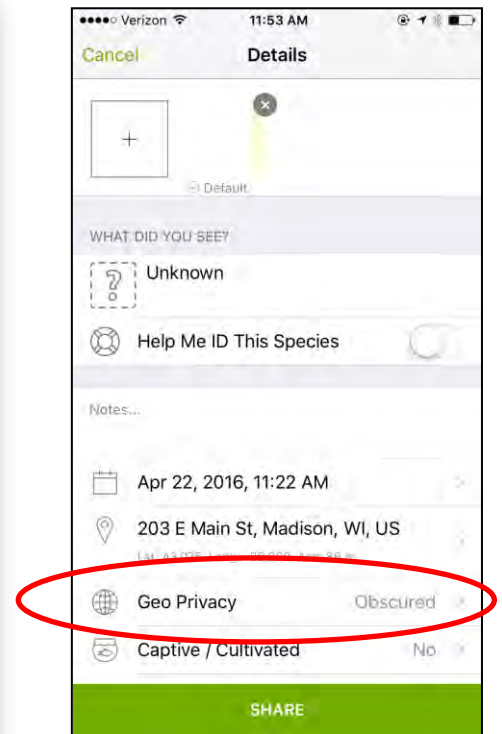 Verizon 11:53 AM
Cancel Details
Default
WHAT DID YOU SEE?
Unknown
Help Me ID This Species
Notes...
Apr 22, 2016, 11:22 AM
203 E Main St, Madison, WI, US
Geo Privacy Obscured
Captive / Cultivated No
SHARE